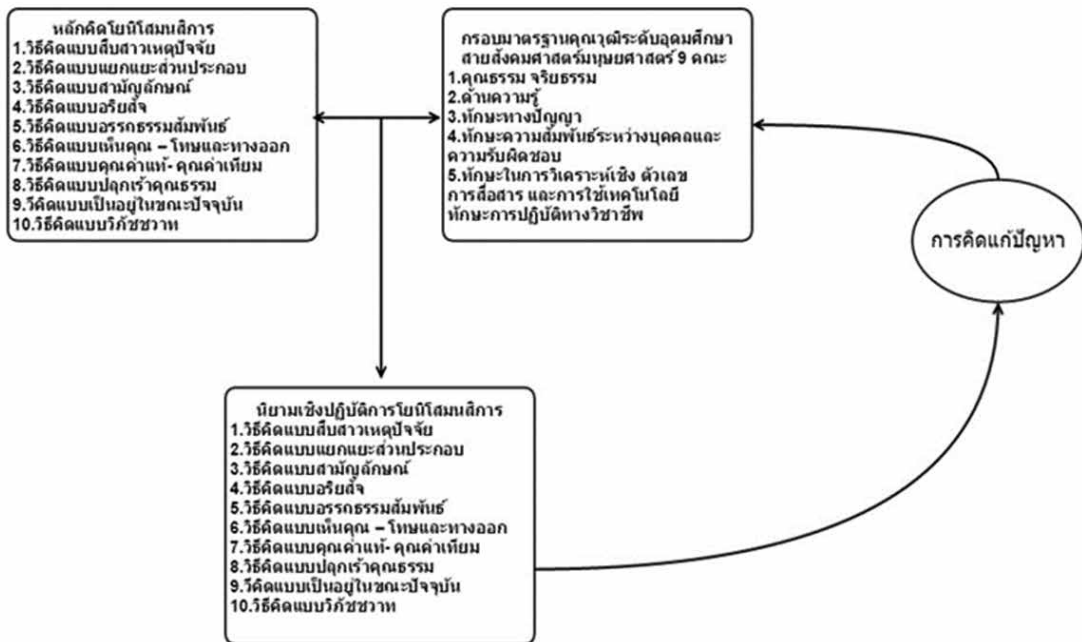 หลักคิดโยนิโสมนสิการ
1.วิธีคิดแบบสืบสาวเหตุปัจจัย
2.วิธีคิดแบบแยกแยะส่วนประกอบ
3.วิธีคิดแบบสามัญลักษณ์
4.วิธีคิดแบบอริยสัจ
5.วิธีคิดแบบอรรถธรรมสัมพันธ์
6.วิธีคิดแบบเห็นคุณ – โทษและทางออก
7.วิธีคิดแบบคุณค่าแท้- คุณค่าเทียม
8.วิธีคิดแบบปลุกเร้าคุณธรรม
9.วีคิดแบบเป็นอยู่ในขณะปัจจุบัน
10.วิธีคิดแบบวิภัชชวาท
กรอบมาตรฐานคุณวุฒิระดับอุดมศึกษา
สายสังคมศาสตร์มนุษยศาสตร์ 9 คณะ
1.คุณธรรม จริยธรรม
2.ด้านความรู้
3.ทักษะทางปัญญา
4.ทักษะความสัมพันธ์ระหว่างบุคคลและ
ความรับผิดชอบ
5.ทักษะในการวิเคราะห์เชิง ตัวเลข
การสื่อสาร และการใช้เทคโนโลยี
ทักษะการปฏิบัติทางวิชาชีพ
การคิดแก้ปัญหา
นิยามเชิงปฏิบัติการโยนิโสมนสิการ
1.วิธีคิดแบบสืบสาวเหตุปัจจัย
2.วิธีคิดแบบแยกแยะส่วนประกอบ
3.วิธีคิดแบบสามัญลักษณ์
4.วิธีคิดแบบอริยสัจ
5.วิธีคิดแบบอรรถธรรมสัมพันธ์
6.วิธีคิดแบบเห็นคุณ – โทษและทางออก
7.วิธีคิดแบบคุณค่าแท้- คุณค่าเทียม
8.วิธีคิดแบบปลุกเร้าคุณธรรม
9.วีคิดแบบเป็นอยู่ในขณะปัจจุบัน
10.วิธีคิดแบบวิภัชชวาท